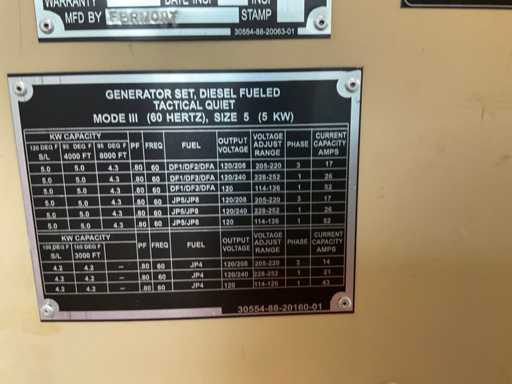 WARRANTY DATE INSP INSP
MFD BY FERMONT STAMP
30554-88-20063-01
GENERATOR SET, DIESEL FUELED
TACTICAL QUIET
MODE III (60 HERTZ), SIZE 5 (5 KW)
KW CAPACITY PF FREQ FUEL OUTPUT VOLTAGE VOLTAGE ADJUST RANGE PHASE CURRENT CAPACITY AMPS
120 DEG F S/L 95 DEG F 4000 FT 95 DEG F 8000 FT
5.0 5.0 4.3 .80 60 DF1/DF2/DFA 120/208 205-220 3 17
5.0 5.0 4.3 .80 60 DF1/DF2/DFA 120/240 228-252 1 26
5.0 5.0 4.3 .80 60 DF1/DF2/DFA 120 114-126 1 52
5.0 5.0 4.3 .80 60 JP5/JP8 120/208 205-220 3 17
5.0 5.0 4.3 .80 60 JP5/JP8 120/240 228-252 1 26
5.0 5.0 4.3 .80 60 JP5/JP8 120 114-126 1 52
KW CAPACITY PF FREQ FUEL OUTPUT VOLTAGE VOLTAGE ADJUST RANGE PHASE CURRENT CAPACITY AMPS
S/L 3000 FT
4.2 4.2 -- .80 60 JP4 120/208 205-220 3 14
4.2 4.2 -- .80 60 JP4 120/240 228-252 1 21
4.2 4.2 -- .80 60 JP4 120 114-126 1 43
30554-88-20160-01